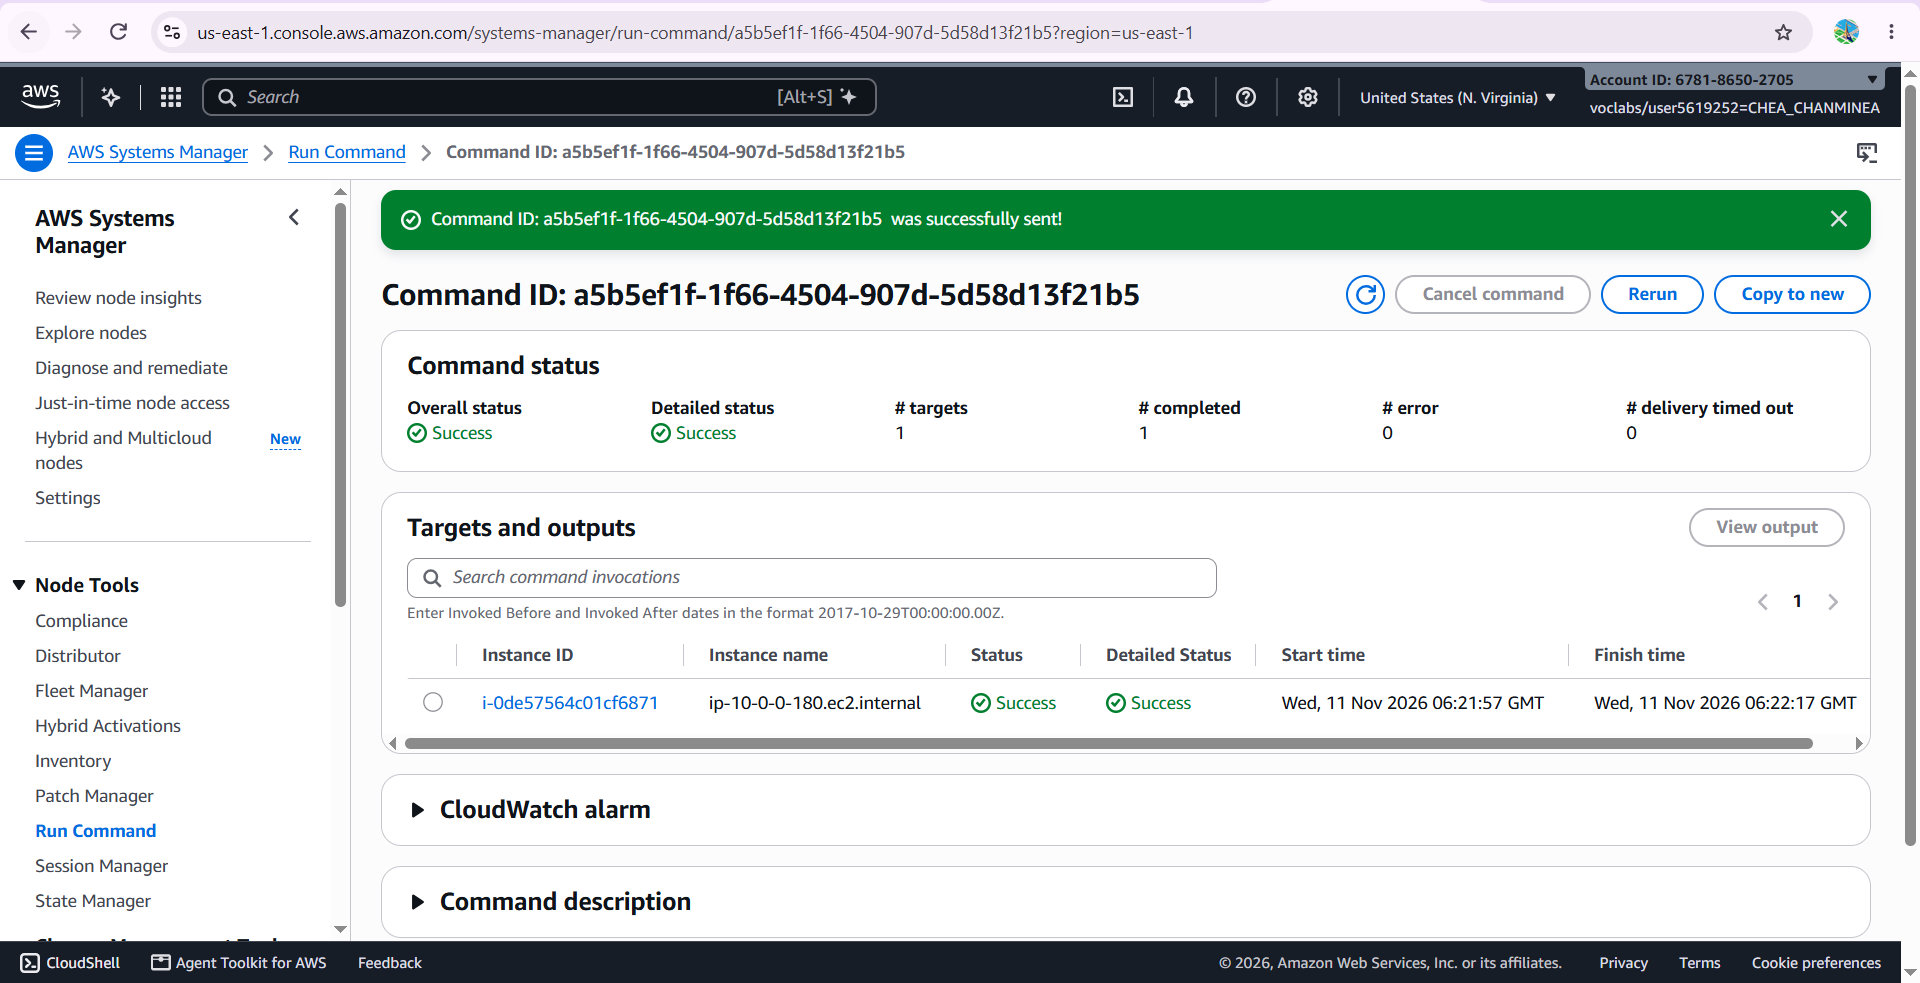 us-east-1.console.aws.amazon.com/systems-manager/run-command/a5b5ef1f-1f66-4504-907d-5d58d13f21b5?region=us-east-1
aws
Search
[Alt+S]
United States (N. Virginia)
Account ID: 6781-8650-2705
voclabs/user5619252=CHEA_CHANMINEA
AWS Systems Manager
Run Command
Command ID: a5b5ef1f-1f66-4504-907d-5d58d13f21b5
AWS Systems
Manager
Review node insights
Explore nodes
Diagnose and remediate
Just-in-time node access
Hybrid and Multicloud
nodes
New
Settings
Node Tools
Compliance
Distributor
Fleet Manager
Hybrid Activations
Inventory
Patch Manager
Run Command
Session Manager
State Manager
Command ID: a5b5ef1f-1f66-4504-907d-5d58d13f21b5 was successfully sent!
Command ID: a5b5ef1f-1f66-4504-907d-5d58d13f21b5
Cancel command
Rerun
Copy to new
Command status
Overall status
Success
Detailed status
Success
# targets
1
# completed
1
# error
0
# delivery timed out
0
Targets and outputs
View output
Search command invocations
Enter Invoked Before and Invoked After dates in the format 2017-10-29T00:00:00.00Z.
1
Instance ID Instance name Status Detailed Status Start time Finish time
i-0de57564c01cf6871 ip-10-0-0-180.ec2.internal Success Success Wed, 11 Nov 2026 06:21:57 GMT Wed, 11 Nov 2026 06:22:17 GMT
CloudWatch alarm
Command description
CloudShell
Agent Toolkit for AWS
Feedback
© 2026, Amazon Web Services, Inc. or its affiliates.
Privacy
Terms
Cookie preferences